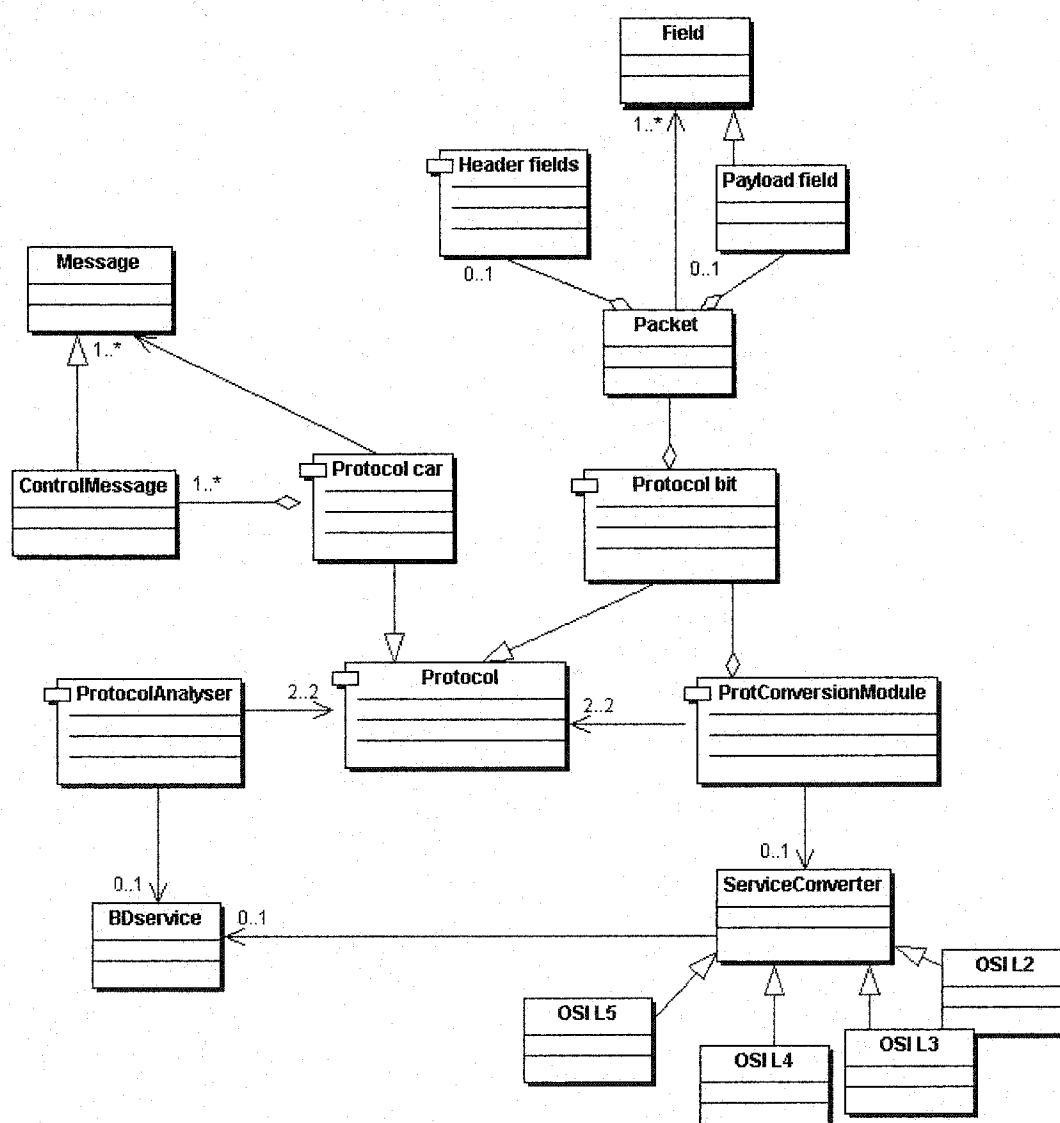 Field
1..*
Header fields
Payload field
0..1
0..1
Message
Packet
1..*
ControlMessage
1..*
Protocol car
Protocol bit
ProtocolAnalyser
2..2
Protocol
2..2
ProtConversionModule
0..1
0..1
ServiceConverter
BDservice
0..1
OSI L2
OSI L5
OSI L4
OSI L3